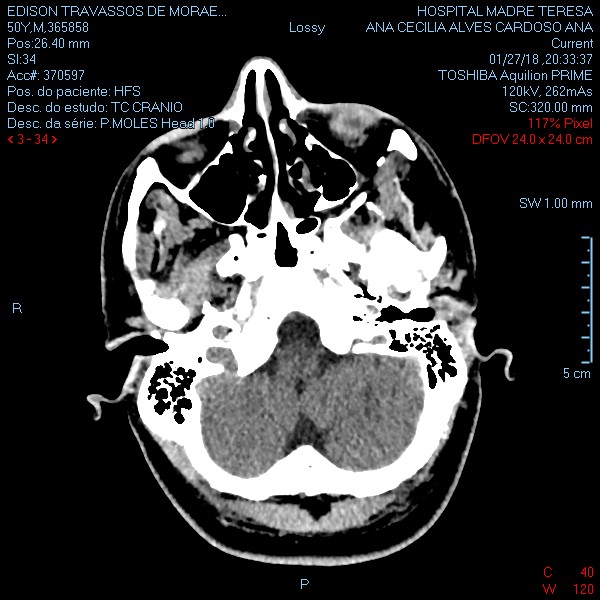 EDISON TRAVASSOS DE MORAE...
50Y,M,365858
Pos:26.40 mm
SI:34
Acc#: 370597
Pos. do paciente: HFS
Desc. do estudo: TC CRANIO
Desc. da série: P.MOLES Head 1.0
< 3 - 34 >
Lossy
HOSPITAL MADRE TERESA
ANA CECILIA ALVES CARDOSO ANA
Current
01/27/18 ,20:33:37
TOSHIBA Aquilion PRIME
120kV, 262mAs
SC:320.00 mm
117% Pixel
DFOV 24.0 x 24.0 cm
SW 1.00 mm
R
5 cm
P
C 40
W 120